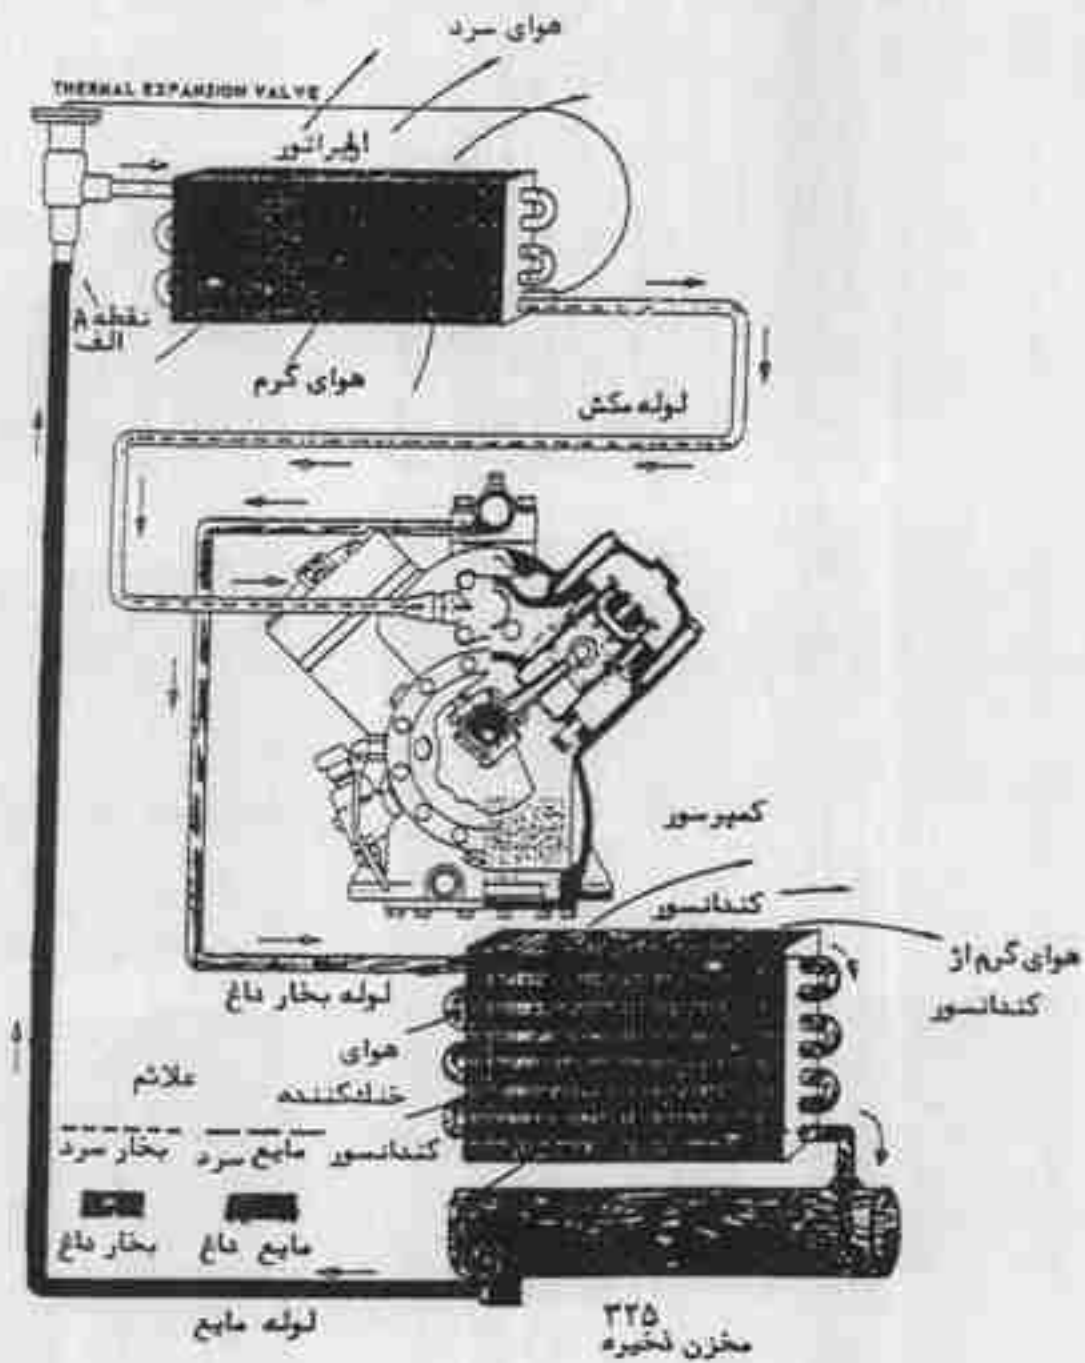 هوای سرد
THERMAL EXPANSION VALVE
اواپراتور
نقطه A
الف
هوای گرم
لوله مکش
کمپرسور
کندانسور
هوای گرم از
کندانسور
لوله بخار داغ
هوای
خنک‌کننده
کندانسور
علائم
مایع سرد
بخار سرد
مایع داغ
بخار داغ
لوله مایع
۳۲۵
مخزن ذخیره